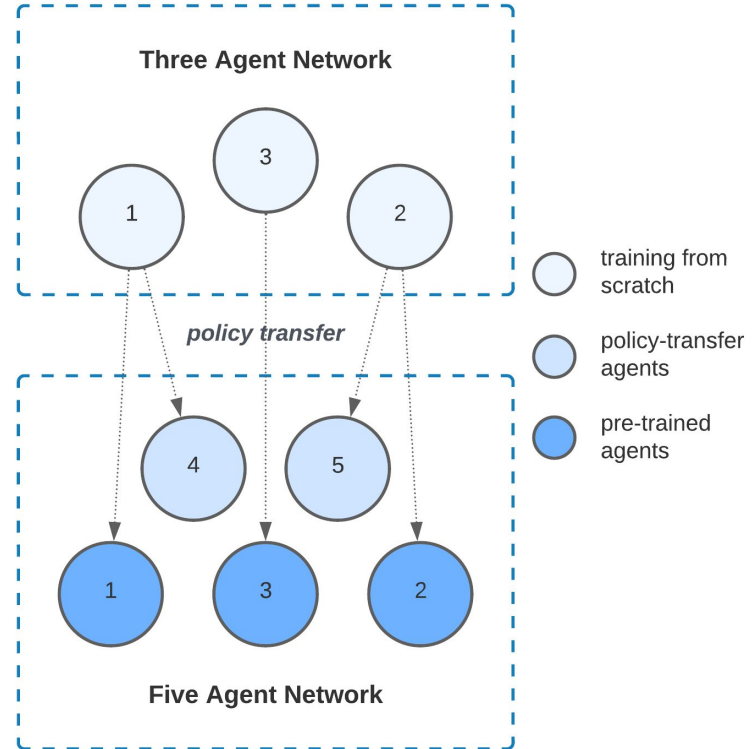 Three Agent Network
3
1
2
training from
scratch
policy transfer
policy-transfer
agents
pre-trained
agents
4
5
1
3
2
Five Agent Network